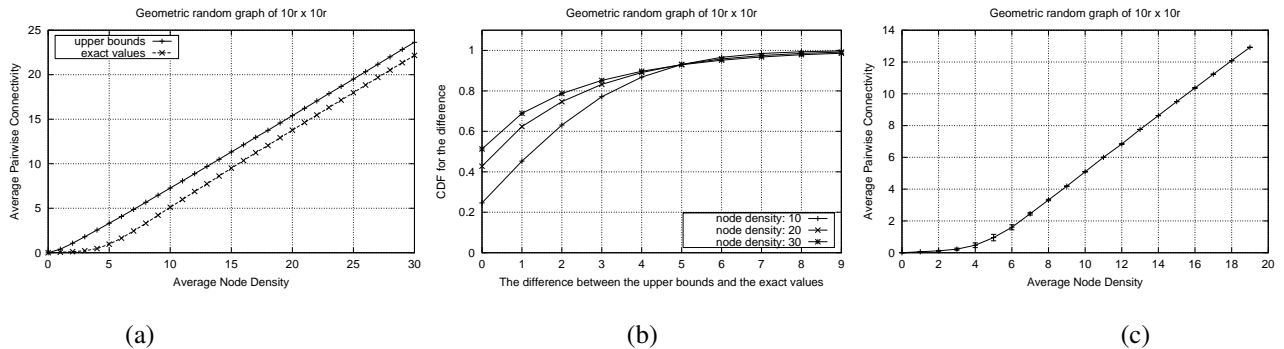 Geometric random graph of 10r x 10r
25
20
15
10
5
0
0 5 10 15 20 25 30
Average Pairwise Connectivity
Average Node Density
upper bounds
exact values
(a)
Geometric random graph of 10r x 10r
1
0.8
0.6
0.4
0.2
0
0 1 2 3 4 5 6 7 8 9
CDF for the difference
The difference between the upper bounds and the exact values
node density: 10
node density: 20
node density: 30
(b)
Geometric random graph of 10r x 10r
14
12
10
8
6
4
2
0
0 2 4 6 8 10 12 14 16 18 20
Average Pairwise Connectivity
Average Node Density
(c)